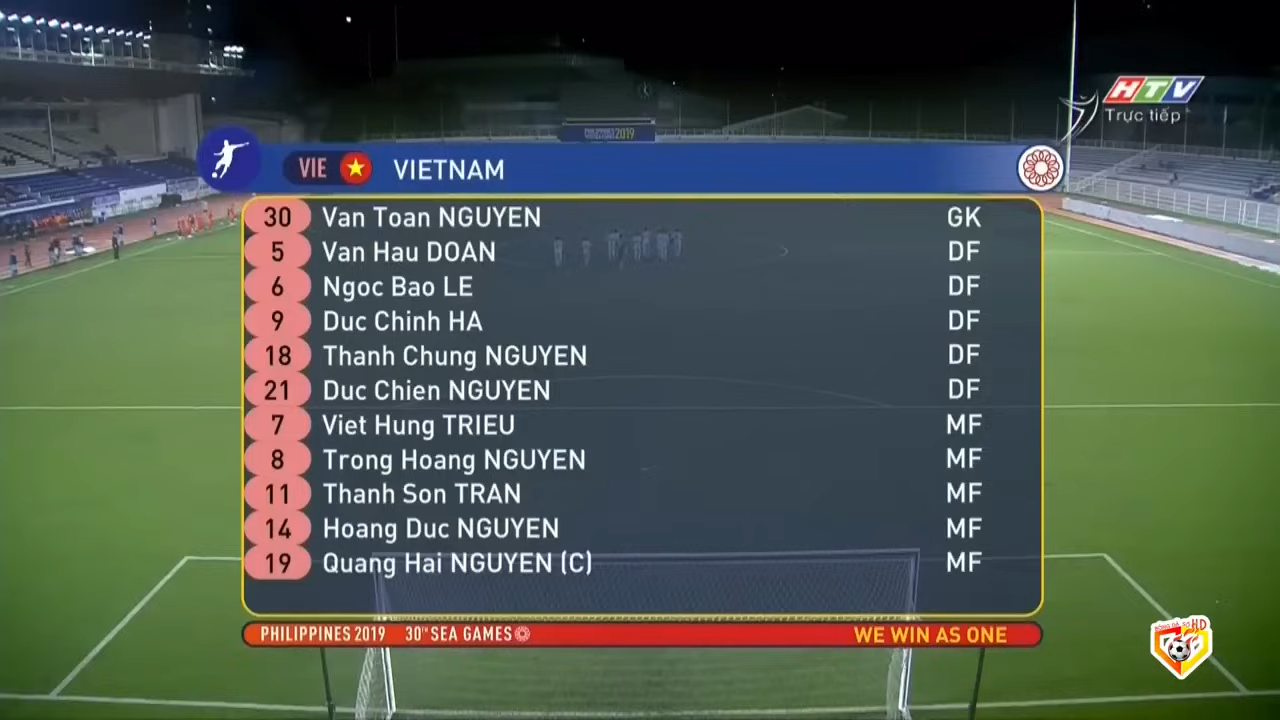 HTV
Trực tiếp
PHILIPPINES 2019
VIE VIETNAM
30 Van Toan NGUYEN GK
5 Van Hau DOAN DF
6 Ngoc Bao LE DF
9 Duc Chinh HA DF
18 Thanh Chung NGUYEN DF
21 Duc Chien NGUYEN DF
7 Viet Hung TRIEU MF
8 Trong Hoang NGUYEN MF
11 Thanh Son TRAN MF
14 Hoang Duc NGUYEN MF
19 Quang Hai NGUYEN (C) MF
PHILIPPINES 2019 30TH SEA GAMES WE WIN AS ONE
HD